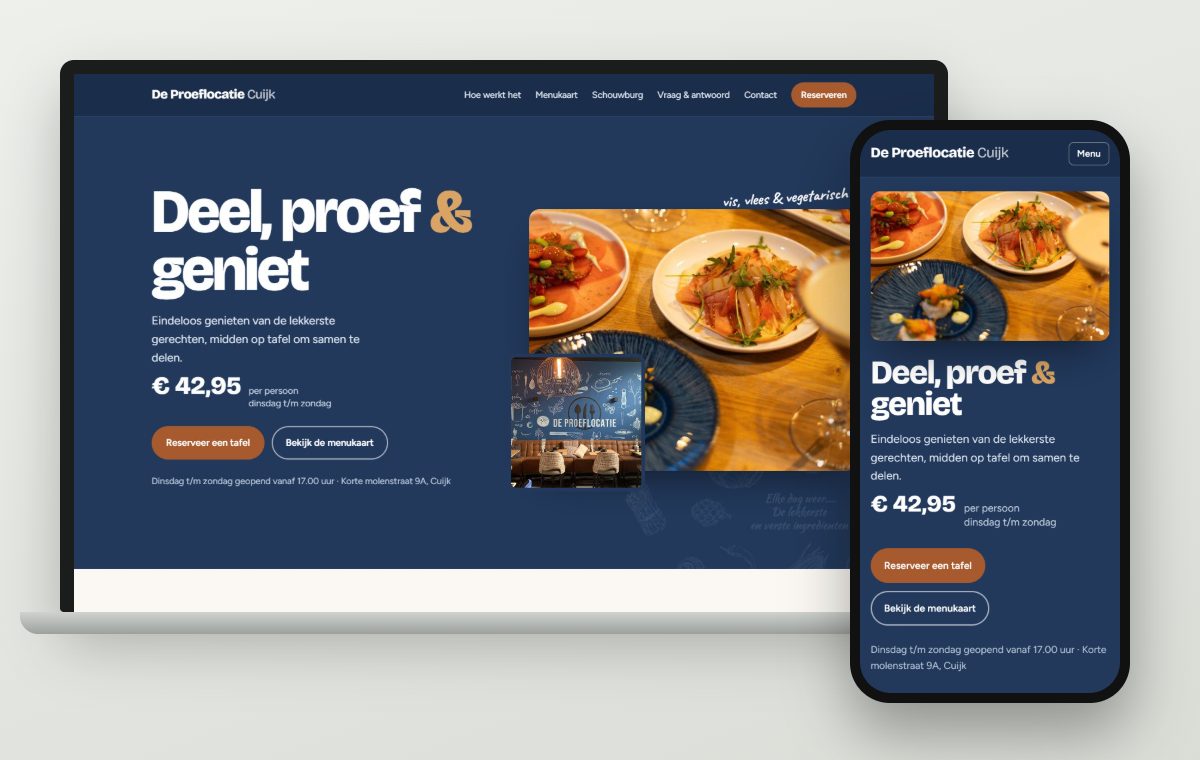 De Proeflocatie Cuijk
Hoe werkt het Menukaart Schouwburg Vraag & antwoord Contact Reserveren
Deel, proef &
geniet
Eindeloos genieten van de lekkerste
gerechten, midden op tafel om samen te
delen.
€ 42,95 per persoon
dinsdag t/m zondag
Reserveer een tafel Bekijk de menukaart
Dinsdag t/m zondag geopend vanaf 17.00 uur · Korte molenstraat 9A, Cuijk
vis, vlees & vegetarisch
DE PROEFLOCATIE
Elke dag weer....
De lekkerste
en verste ingrediënten
De Proeflocatie Cuijk
Menu
Deel, proef &
geniet
Eindeloos genieten van de lekkerste
gerechten, midden op tafel om samen te
delen.
€ 42,95 per persoon
dinsdag t/m zondag
Reserveer een tafel
Bekijk de menukaart
Dinsdag t/m zondag geopend vanaf 17.00 uur · Korte
molenstraat 9A, Cuijk